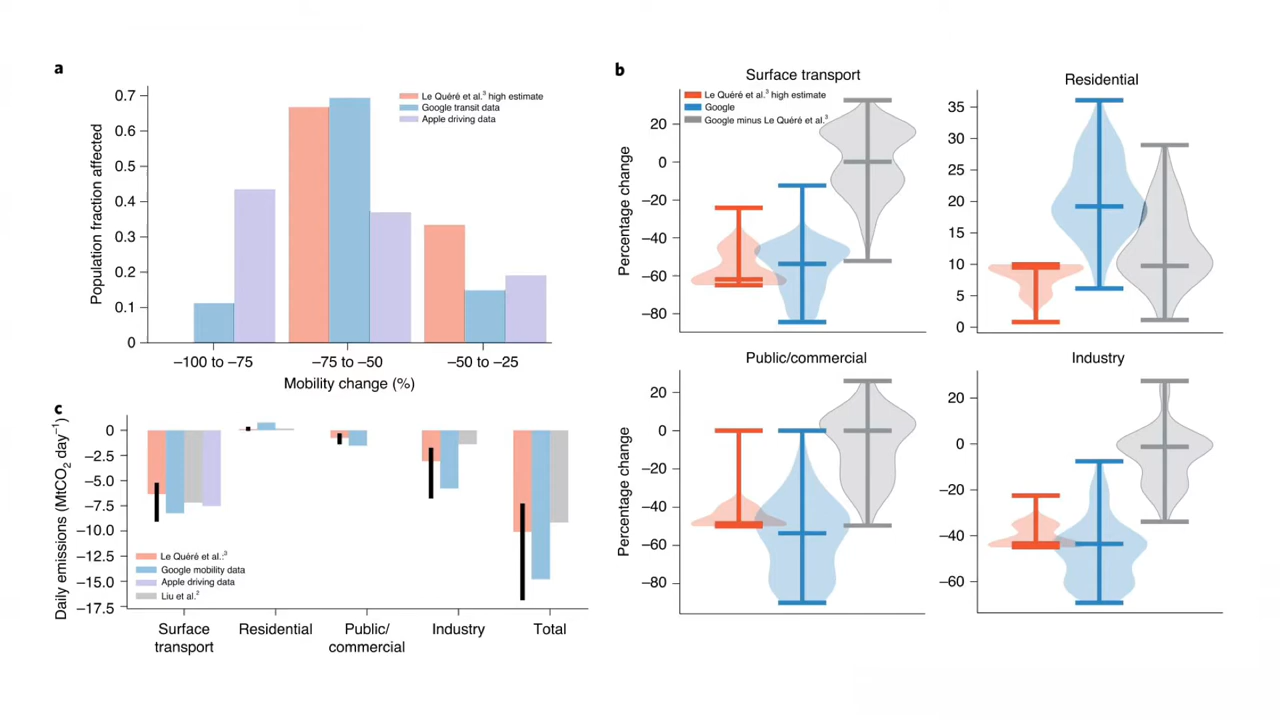 a
Population fraction affected
0.7
0.6
0.5
0.4
0.3
0.2
0.1
0
Le Quéré et al.³ high estimate
Google transit data
Apple driving data
–100 to –75
–75 to –50
–50 to –25
Mobility change (%)
b
Surface transport
Percentage change
20
0
–20
–40
–60
–80
Le Quéré et al.³ high estimate
Google
Google minus Le Quéré et al.³
Residential
35
30
25
20
15
10
5
0
Public/commercial
Percentage change
20
0
–20
–40
–60
–80
Industry
20
0
–20
–40
–60
c
Daily emissions (MtCO₂ day⁻¹)
0
–2.5
–5.0
–7.5
–10.0
–12.5
–15.0
–17.5
Le Quéré et al.:³
Google mobility data
Apple driving data
Liu et al.²
Surface
transport
Residential
Public/
commercial
Industry
Total